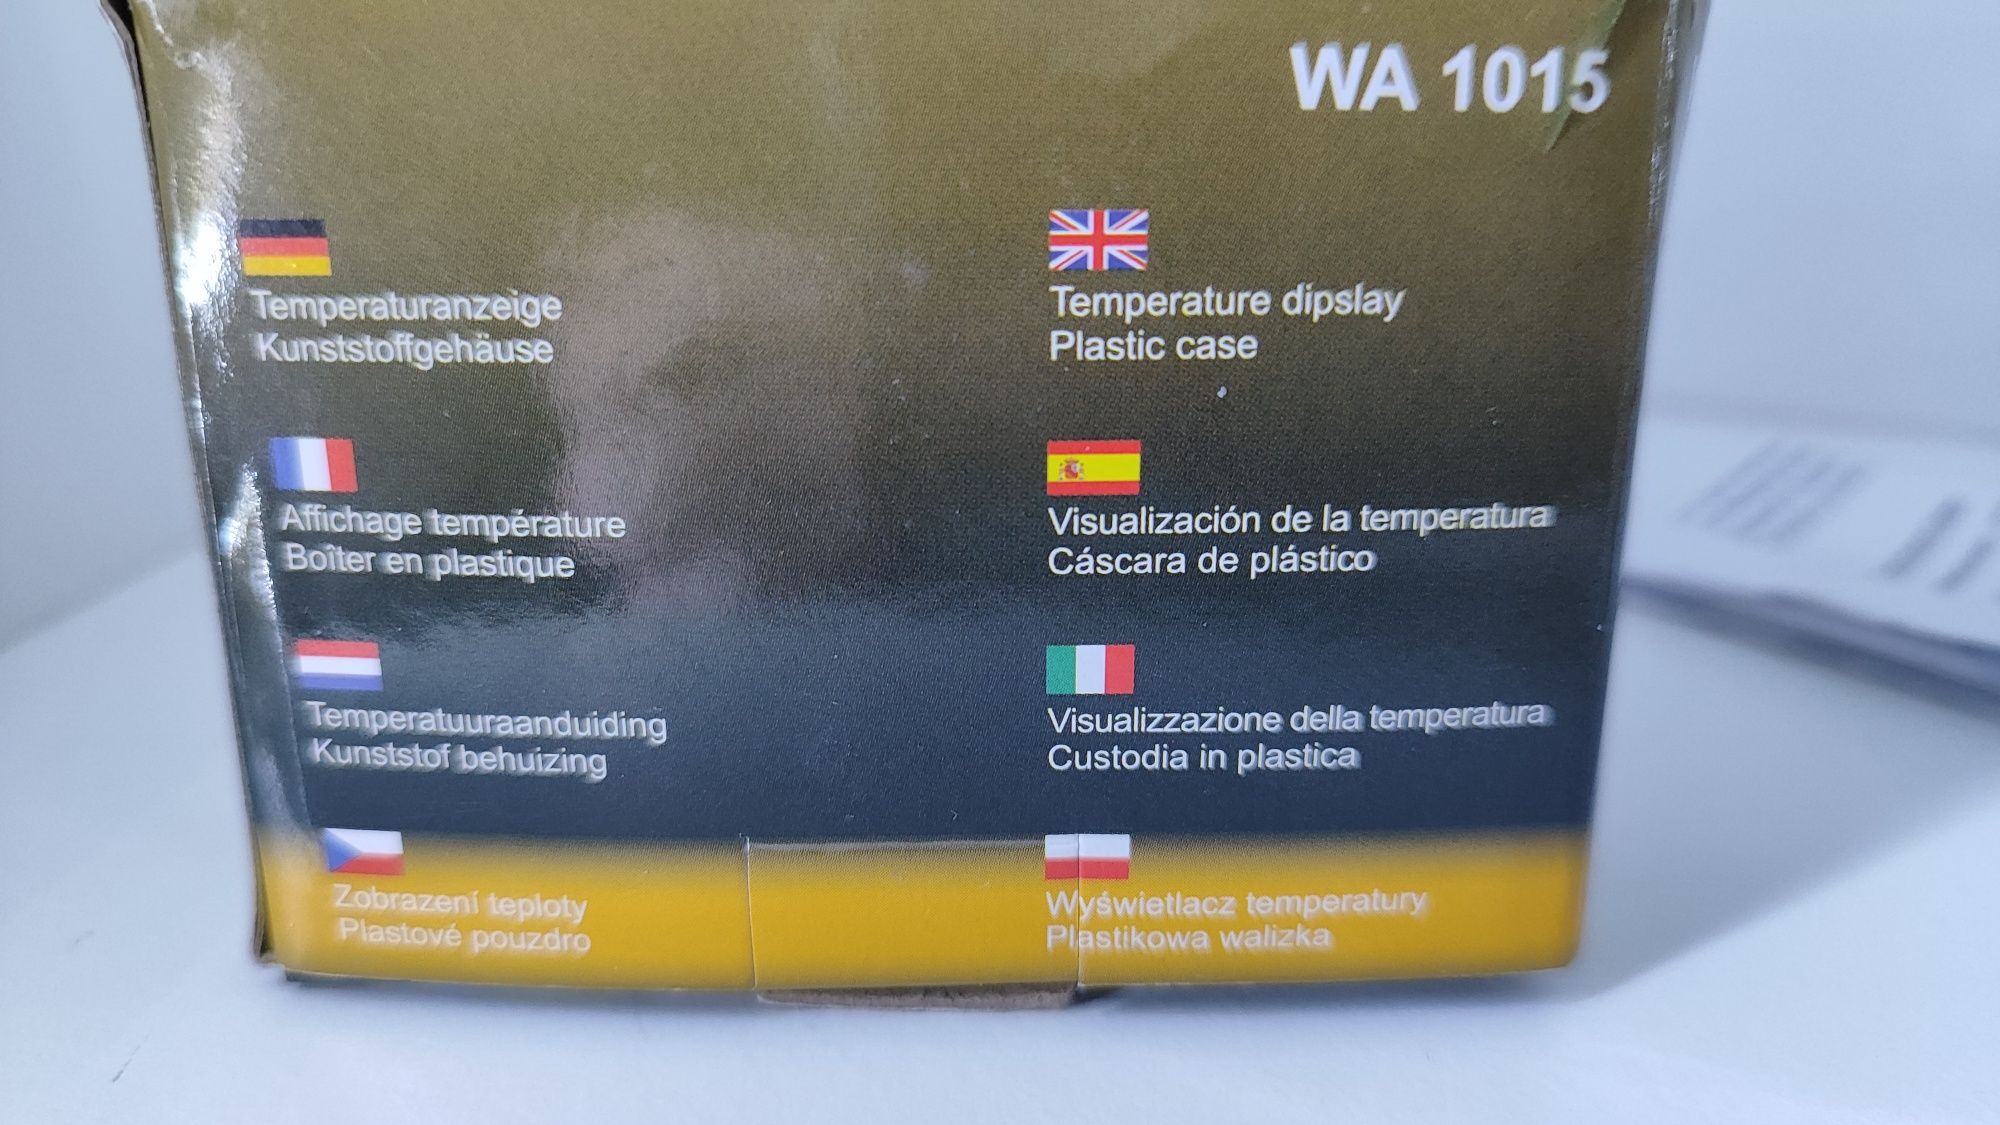 WA 1015
Temperaturanzeige
Kunststoffgehäuse
Temperature dipslay
Plastic case
Affichage température
Boîter en plastique
Visualización de la temperatura
Cáscara de plástico
Temperatuuraanduiding
Kunststof behuizing
Visualizzazione della temperatura
Custodia in plastica
Zobrazení teploty
Plastové pouzdro
Wyświetlacz temperatury
Plastikowa walizka